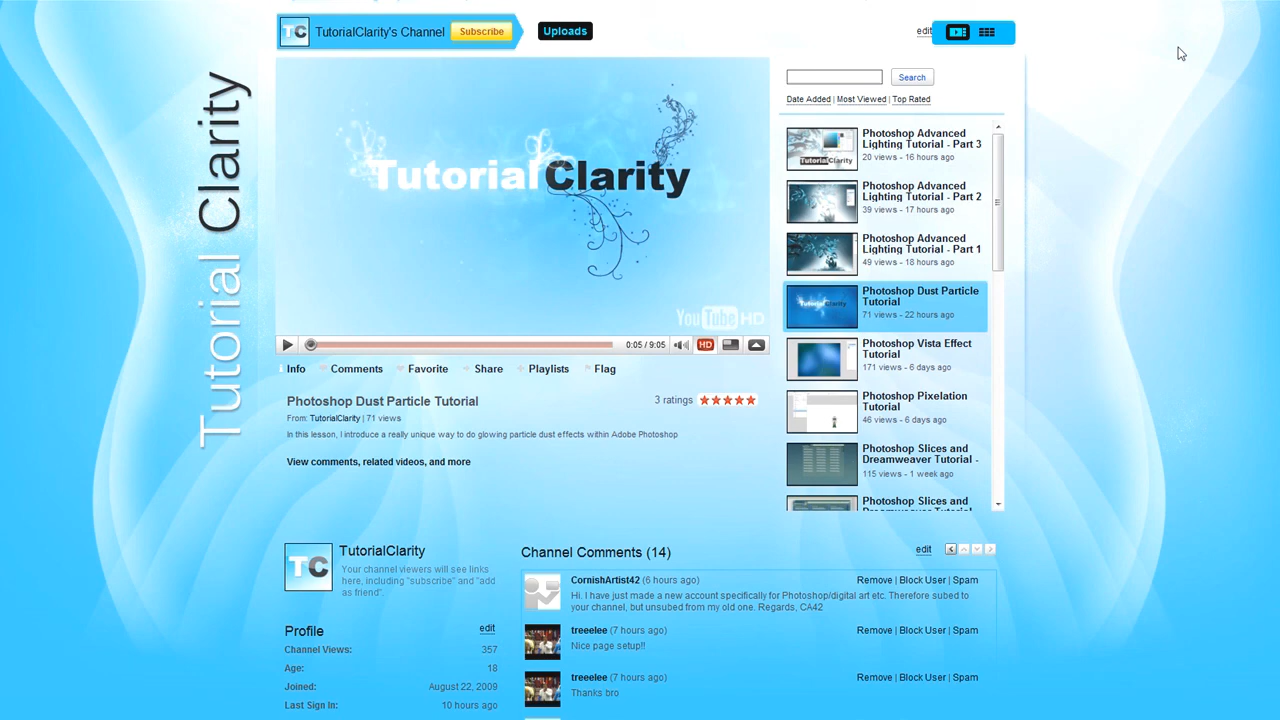 TC TutorialClarity's Channel Subscribe Uploads edit
Tutorial Clarity
TutorialClarity
YouTube HD
0:05 / 9:05 HD
Info Comments Favorite Share Playlists Flag
Photoshop Dust Particle Tutorial
3 ratings
From: TutorialClarity | 71 views
In this lesson, I introduce a really unique way to do glowing particle dust effects within Adobe Photoshop
View comments, related videos, and more
Search
Date Added | Most Viewed | Top Rated
TutorialClarity
Photoshop Advanced
Lighting Tutorial - Part 3
20 views - 16 hours ago
Photoshop Advanced
Lighting Tutorial - Part 2
39 views - 17 hours ago
Photoshop Advanced
Lighting Tutorial - Part 1
49 views - 18 hours ago
TutorialClarity
Photoshop Dust Particle
Tutorial
71 views - 22 hours ago
Photoshop Vista Effect
Tutorial
171 views - 6 days ago
Photoshop Pixelation
Tutorial
46 views - 6 days ago
Photoshop Slices and
Dreamweaver Tutorial -
115 views - 1 week ago
Photoshop Slices and
Dreamweaver Tutorial
TC
TutorialClarity
Your channel viewers will see links
here, including "subscribe" and "add
as friend".
Profile edit
Channel Views: 357
Age: 18
Joined: August 22, 2009
Last Sign In: 10 hours ago
Channel Comments (14) edit
CornishArtist42 (6 hours ago) Remove | Block User | Spam
Hi. I have just made a new account specifically for Photoshop/digital art etc. Therefore subed to
your channel, but unsubed from my old one. Regards, CA42
treeelee (7 hours ago) Remove | Block User | Spam
Nice page setup!!
treeelee (7 hours ago) Remove | Block User | Spam
Thanks bro